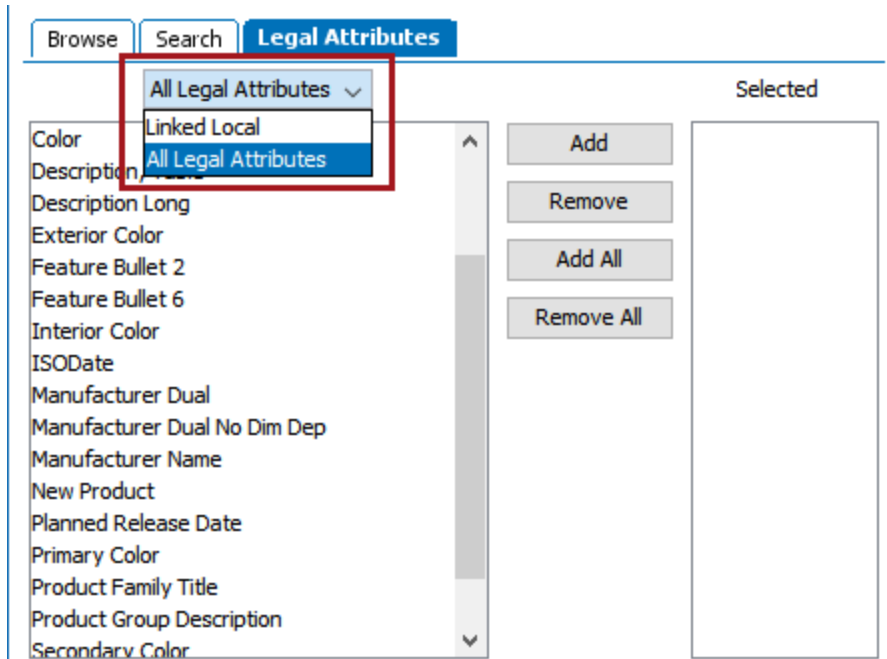 Browse Search Legal Attributes
All Legal Attributes Selected
Linked Local
All Legal Attributes
Color
Description,
Description Long
Exterior Color
Feature Bullet 2
Feature Bullet 6
Interior Color
ISODate
Manufacturer Dual
Manufacturer Dual No Dim Dep
Manufacturer Name
New Product
Planned Release Date
Primary Color
Product Family Title
Product Group Description
Secondary Color
Add
Remove
Add All
Remove All